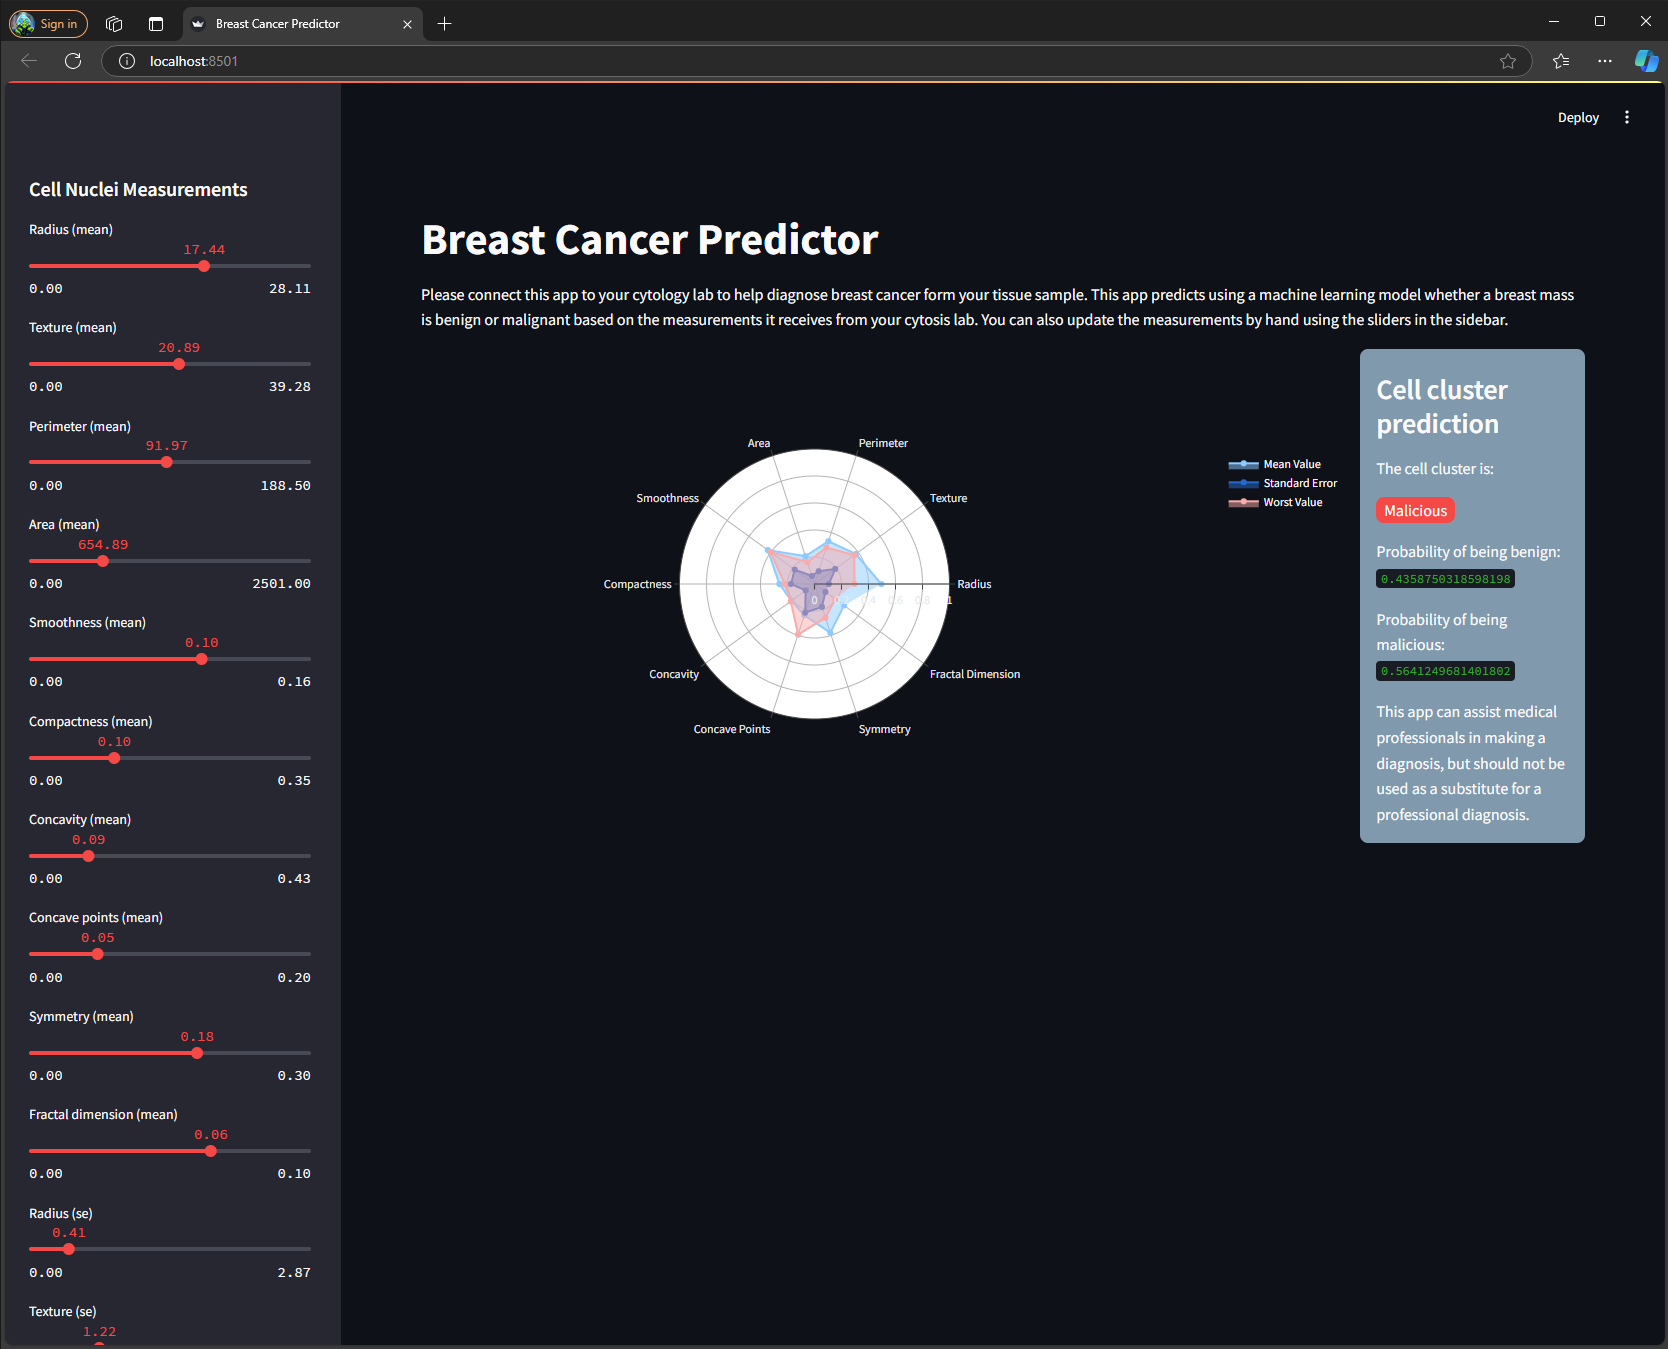 Sign in
Breast Cancer Predictor
localhost:8501
Deploy
Cell Nuclei Measurements
Radius (mean)
17.44
0.00 28.11
Texture (mean)
20.89
0.00 39.28
Perimeter (mean)
91.97
0.00 188.50
Area (mean)
654.89
0.00 2501.00
Smoothness (mean)
0.10
0.00 0.16
Compactness (mean)
0.10
0.00 0.35
Concavity (mean)
0.09
0.00 0.43
Concave points (mean)
0.05
0.00 0.20
Symmetry (mean)
0.18
0.00 0.30
Fractal dimension (mean)
0.06
0.00 0.10
Radius (se)
0.41
0.00 2.87
Texture (se)
1.22
Breast Cancer Predictor
Please connect this app to your cytology lab to help diagnose breast cancer form your tissue sample. This app predicts using a machine learning model whether a breast mass
is benign or malignant based on the measurements it receives from your cytosis lab. You can also update the measurements by hand using the sliders in the sidebar.
Area
Perimeter
Smoothness
Texture
Compactness
Radius
0 0.2 0.4 0.6 0.8 1
Concavity
Fractal Dimension
Concave Points
Symmetry
Mean Value
Standard Error
Worst Value
Cell cluster
prediction
The cell cluster is:
Malicious
Probability of being benign:
0.4358750318598198
Probability of being
malicious:
0.5641249681401802
This app can assist medical
professionals in making a
diagnosis, but should not be
used as a substitute for a
professional diagnosis.